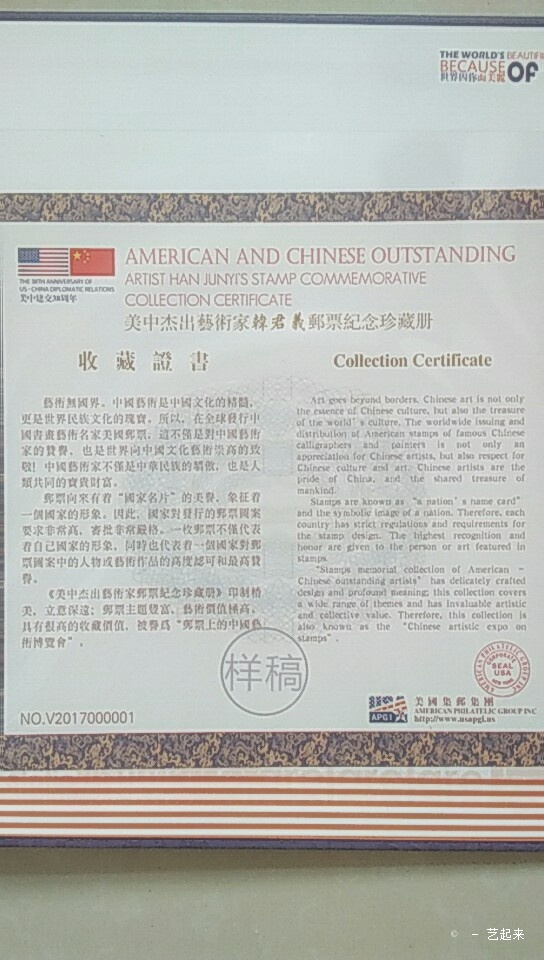 THE WORLD'S BEAUTIFUL
BECAUSE OF
世界因你而美麗
THE 38TH ANNIVERSARY OF
US-CHINA DIPLOMATIC RELATIONS
美中建交38周年
AMERICAN AND CHINESE OUTSTANDING
ARTIST HAN JUNYI'S STAMP COMMEMORATIVE
COLLECTION CERTIFICATE
美中杰出藝術家韓君義郵票紀念珍藏册
收藏證書
Collection Certificate
藝術無國界。中國藝術是中國文化的精髓,
更是世界民族文化的瑰寶。所以,在全球發行中
國書畫藝術名家美國郵票,這不僅是對中國藝術
家的贊譽,也是世界向中國文化藝術崇高的致
敬!中國藝術家不僅是中華民族的驕傲,也是人
類共同的寶貴財富。
郵票向來有着“國家名片”的美譽,象征着
一個國家的形象。因此,國家對發行的郵票圖案
要求非常高,審批非常嚴格。一枚郵票不僅代表
着自己國家的形象,同時也代表着一個國家對郵
票圖案中的人物或藝術作品的高度認可和最高贊
譽。
《美中杰出藝術家郵票紀念珍藏册》印制精
美,立意深遠;郵票主題豐富,藝術價值極高,
具有很高的收藏價值,被譽爲“郵票上的中國藝
術博覽會”。
Art goes beyond borders. Chinese art is not only
the essence of Chinese culture, but also the treasure
of the world's culture. The worldwide issuing and
distribution of American stamps of famous Chinese
calligraphers and painters is not only an
appreciation for Chinese artists, but also respect for
Chinese culture and art. Chinese artists are the
pride of China, and the shared treasure of
mankind.
Stamps are known as "a nation's name card"
and the symbolic image of a nation. Therefore, each
country has strict regulations and requirements for
the stamp design. The highest recognition and
honor are given to the person or art featured in
stamps.
"Stamps memorial collection of American -
Chinese outstanding artists" has delicately crafted
design and profound meaning; this collection covers
a wide range of themes and has invaluable artistic
and collective value. Therefore, this collection is
also known as the "Chinese artistic expo on
stamps".
样稿
AMERICAN PHILATELIC GROUP INC
CORPORATE
SEAL
USA
NEW YORK
NO.V2017000001
APGI
美國集郵集團
AMERICAN PHILATELIC GROUP INC
http://www.usapgi.us
© - 艺起来